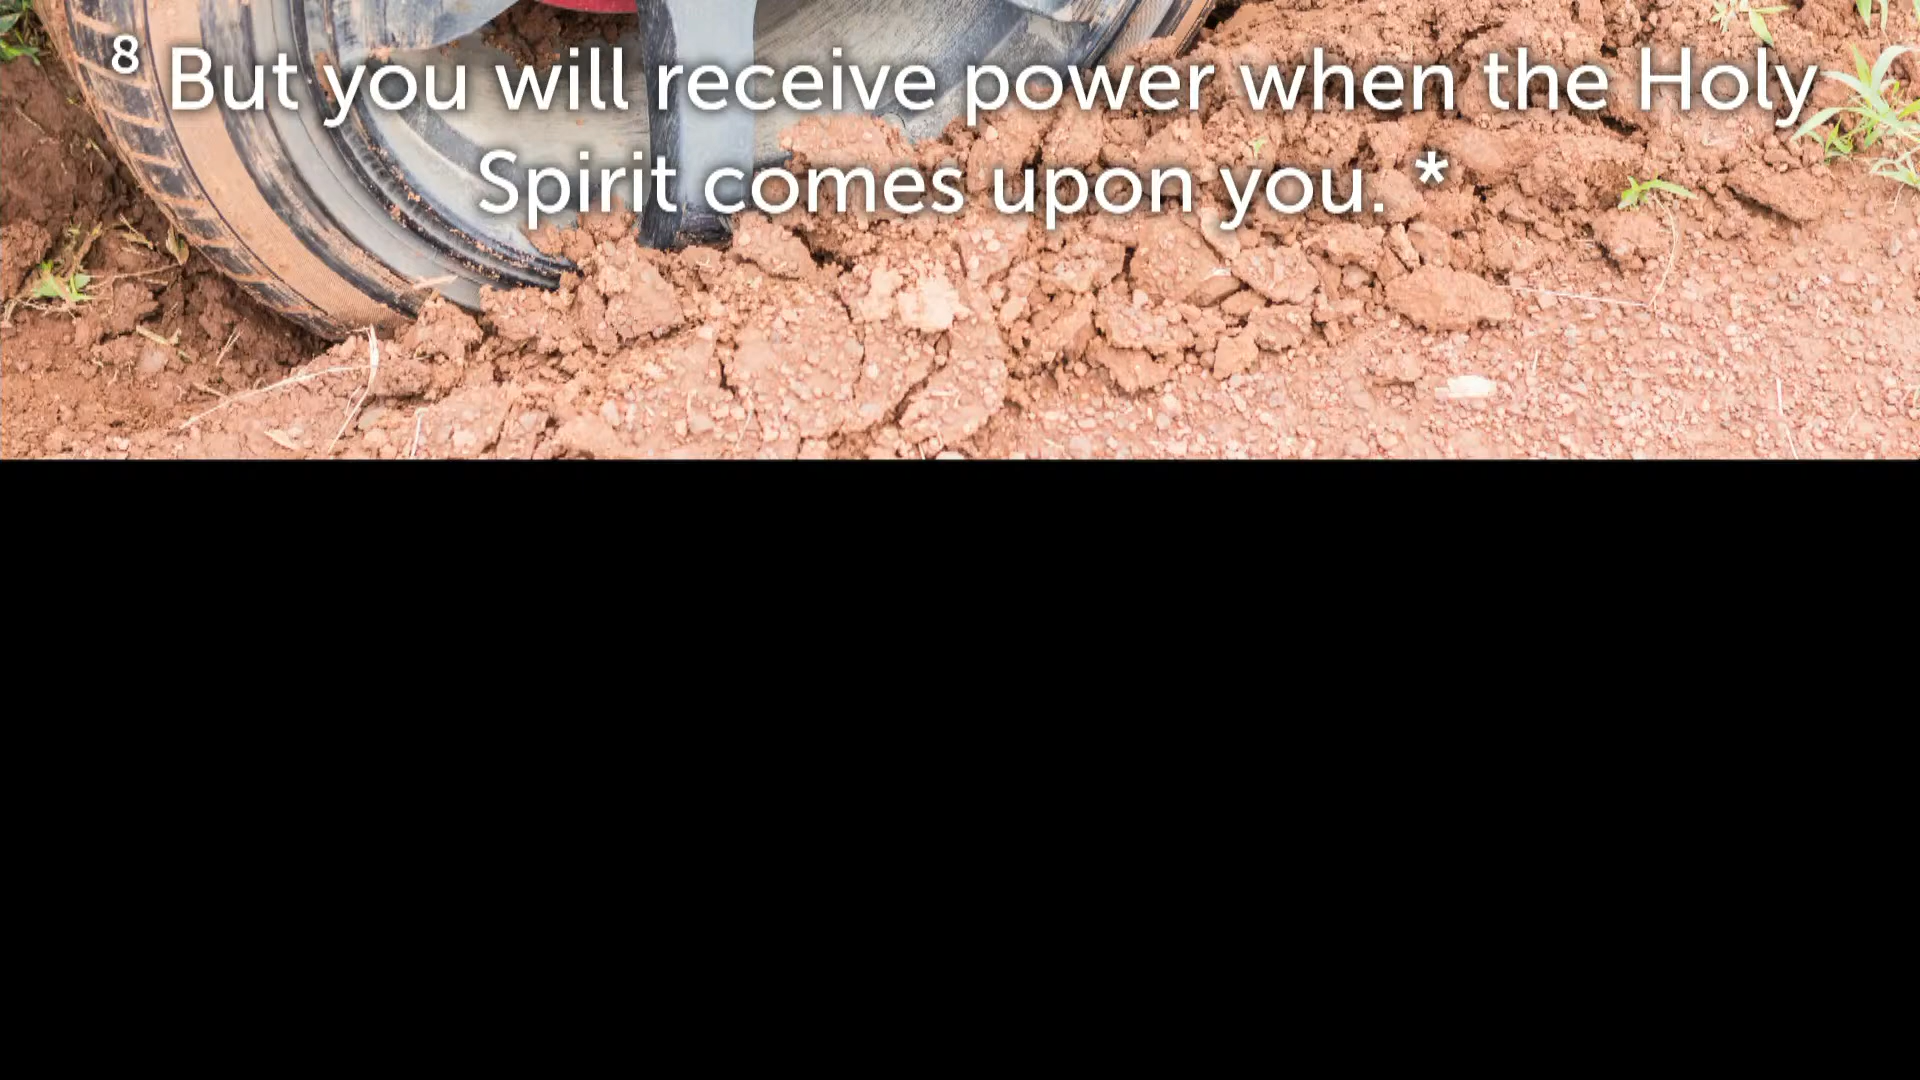 ⁸ But you will receive power when the Holy
Spirit comes upon you. *